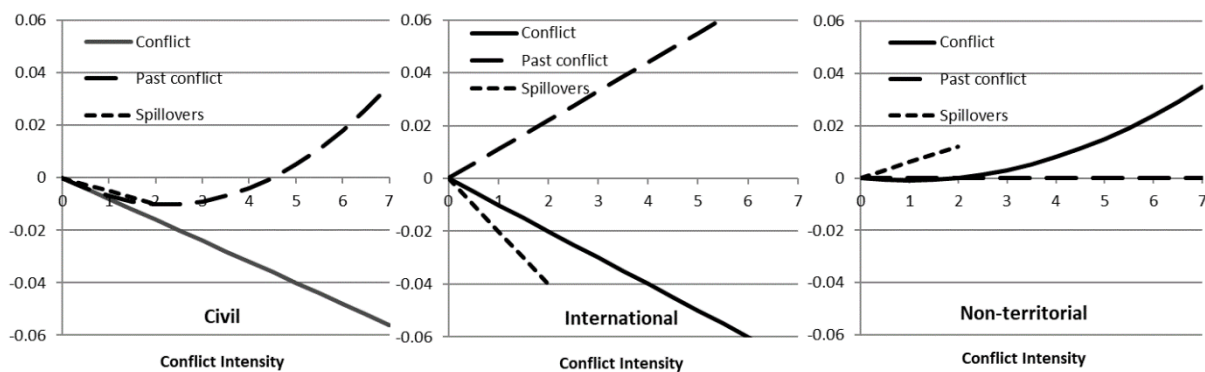 0.06
Conflict
0.04
Past conflict
0.02
Spillovers
0
0 1 2 3 4 5 6 7
-0.02
-0.04
Civil
-0.06
Conflict Intensity
0.06
Conflict
0.04
Past conflict
Spillovers
0.02
0
0 1 2 3 4 5 6 7
-0.02
-0.04
International
-0.06
Conflict Intensity
0.06
Conflict
0.04
Past conflict
0.02
Spillovers
0
0 1 2 3 4 5 6 7
-0.02
-0.04
Non-territorial
-0.06
Conflict Intensity